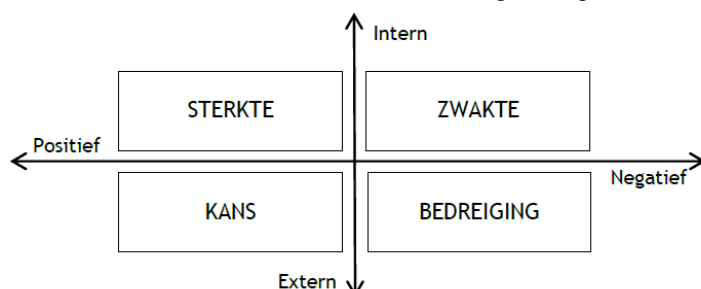 Intern
STERKTE
ZWAKTE
Positief
Negatief
KANS
BEDREIGING
Extern